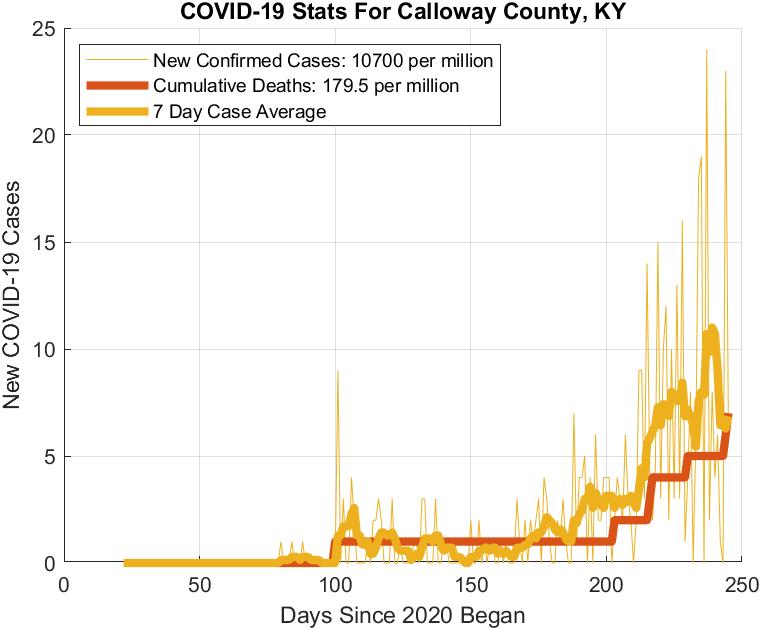 COVID-19 Stats For Calloway County, KY
New Confirmed Cases: 10700 per million
Cumulative Deaths: 179.5 per million
7 Day Case Average
New COVID-19 Cases
25
20
15
10
5
0
0 50 100 150 200 250
Days Since 2020 Began